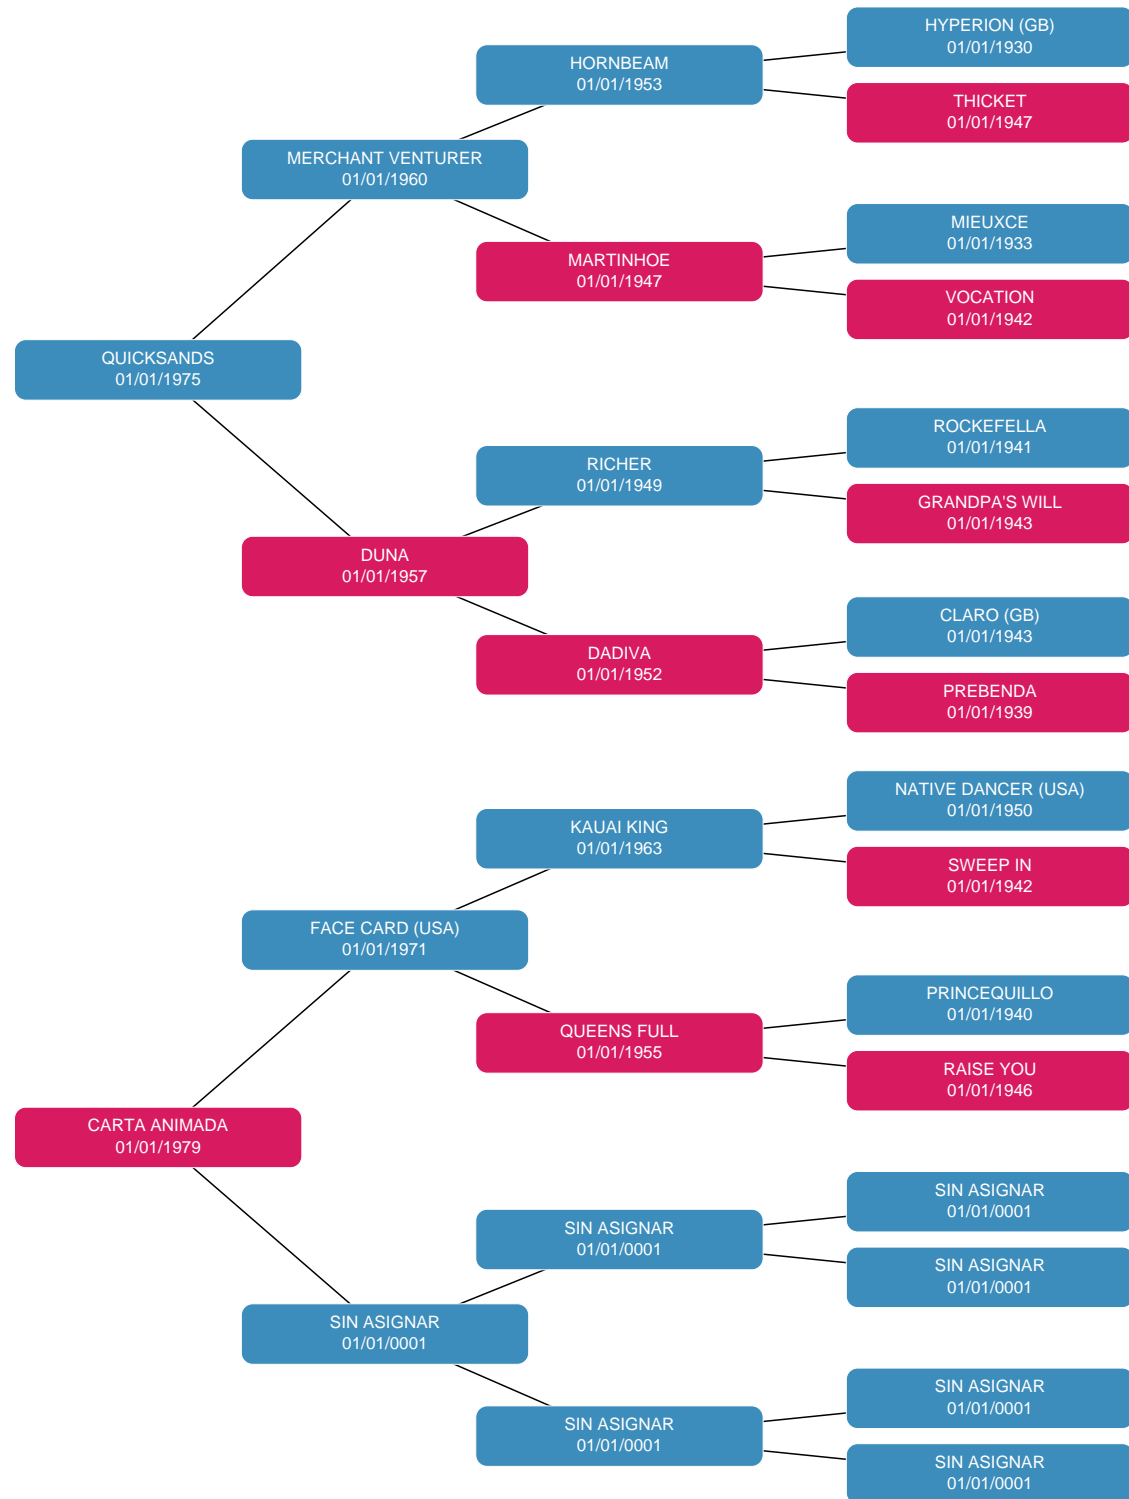 HYPERION (GB)
01/01/1930
HORNBEAM
01/01/1953
THICKET
01/01/1947
MERCHANT VENTURER
01/01/1960
MIEUXCE
01/01/1933
MARTINHOE
01/01/1947
VOCATION
01/01/1942
QUICKSANDS
01/01/1975
ROCKEFELLA
01/01/1941
RICHER
01/01/1949
GRANDPA'S WILL
01/01/1943
DUNA
01/01/1957
CLARO (GB)
01/01/1943
DADIVA
01/01/1952
PREBENDA
01/01/1939
NATIVE DANCER (USA)
01/01/1950
KAUAI KING
01/01/1963
SWEEP IN
01/01/1942
FACE CARD (USA)
01/01/1971
PRINCEQUILLO
01/01/1940
QUEENS FULL
01/01/1955
RAISE YOU
01/01/1946
CARTA ANIMADA
01/01/1979
SIN ASIGNAR
01/01/0001
SIN ASIGNAR
01/01/0001
SIN ASIGNAR
01/01/0001
SIN ASIGNAR
01/01/0001
SIN ASIGNAR
01/01/0001
SIN ASIGNAR
01/01/0001
SIN ASIGNAR
01/01/0001